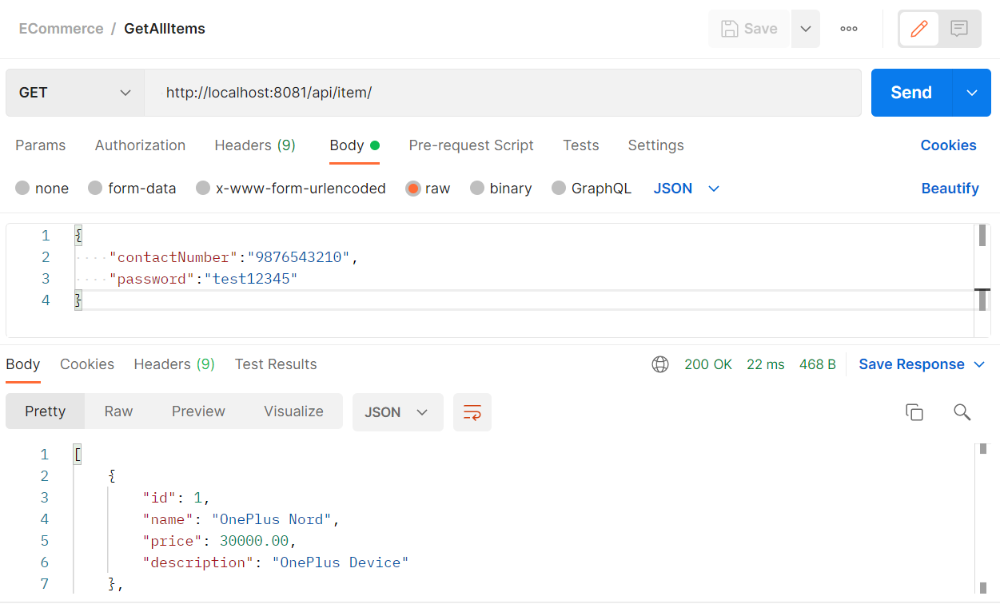 ECommerce / GetAllItems
Save
GET http://localhost:8081/api/item/ Send
Params Authorization Headers (9) Body Pre-request Script Tests Settings Cookies
none form-data x-www-form-urlencoded raw binary GraphQL JSON Beautify
1 {
2 "contactNumber":"9876543210",
3 "password":"test12345"
4 }
Body Cookies Headers (9) Test Results 200 OK 22 ms 468 B Save Response
Pretty Raw Preview Visualize JSON
1 [
2 {
3 "id": 1,
4 "name": "OnePlus Nord",
5 "price": 30000.00,
6 "description": "OnePlus Device"
7 },